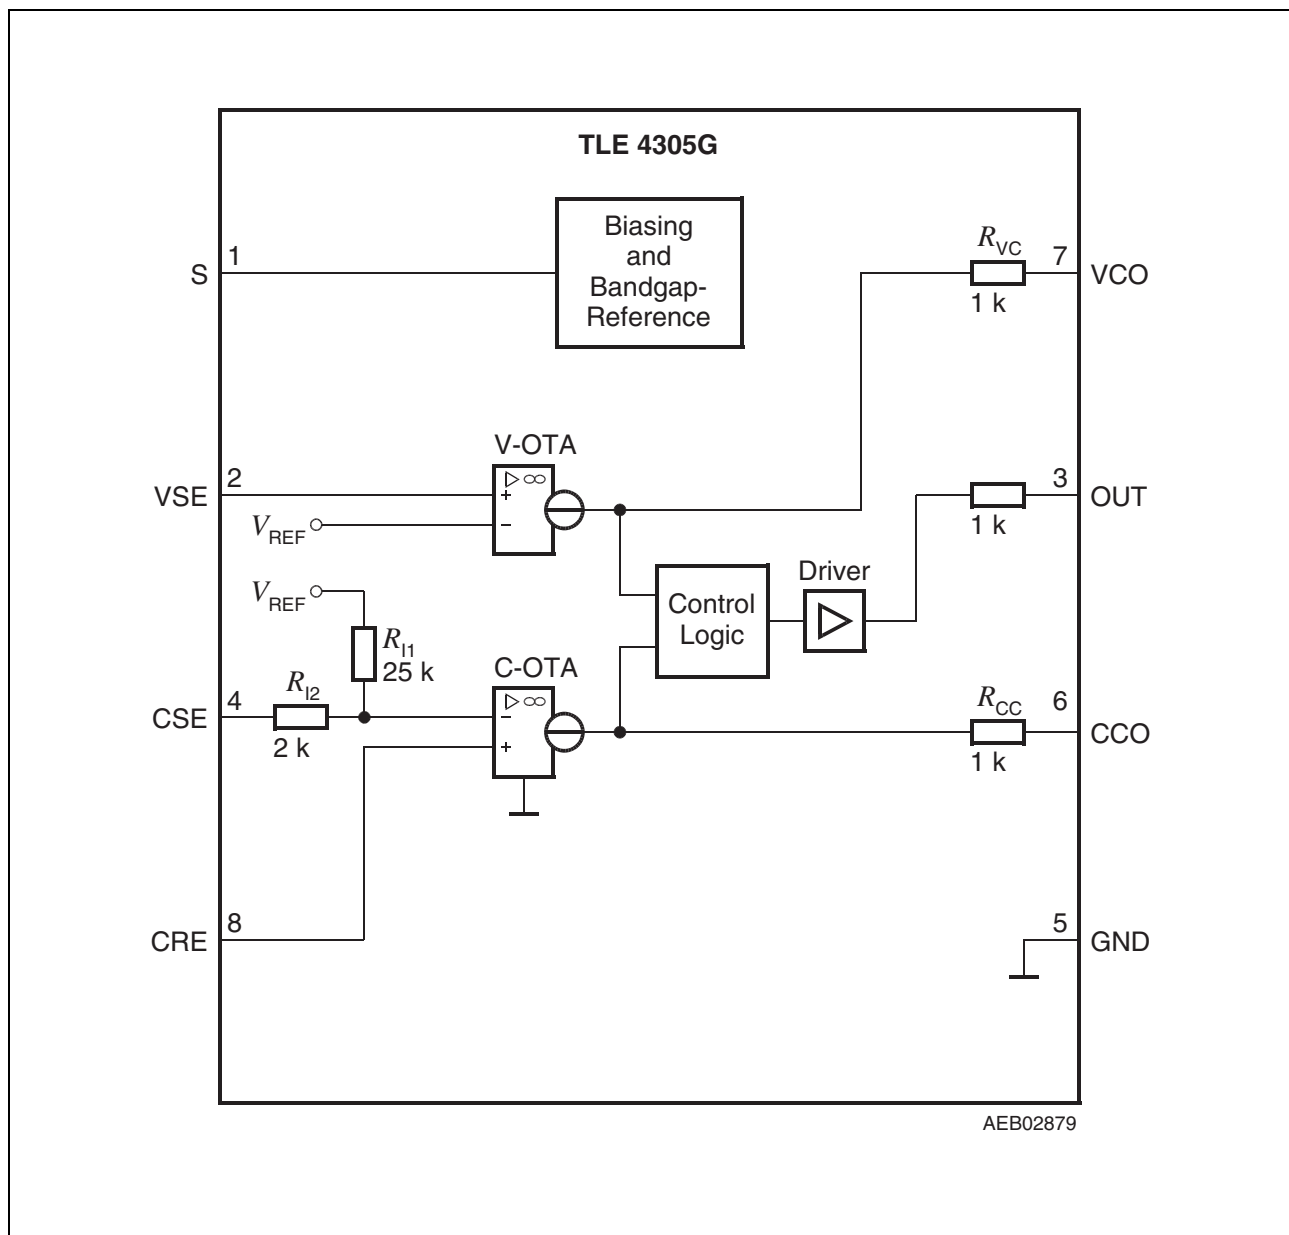 TLE 4305G
Biasing
and
Bandgap-
Reference
S
1
R_VC
1 k
7
VCO
V-OTA
▷ ∞
+
-
2
VSE
V_REF
3
OUT
1 k
V_REF
R_I1
25 k
Control
Logic
Driver
C-OTA
▷ ∞
-
+
4
CSE
R_I2
2 k
R_CC
1 k
6
CCO
8
CRE
5
GND
AEB02879